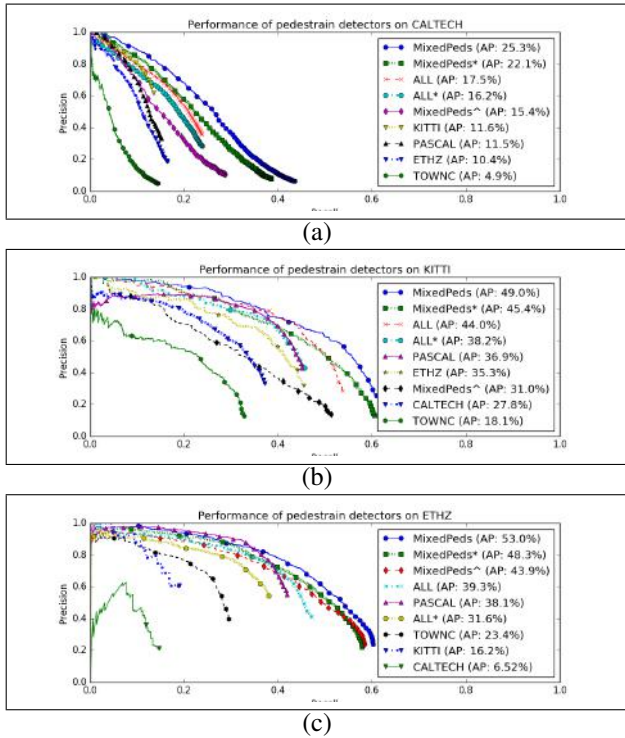 Performance of pedestrain detectors on CALTECH
Precision
1.0
0.8
0.6
0.4
0.2
0.0
0.0 0.2 0.4 0.6 0.8 1.0
MixedPeds (AP: 25.3%)
MixedPeds* (AP: 22.1%)
ALL (AP: 17.5%)
ALL* (AP: 16.2%)
MixedPeds^ (AP: 15.4%)
KITTI (AP: 11.6%)
PASCAL (AP: 11.5%)
ETHZ (AP: 10.4%)
TOWNC (AP: 4.9%)
(a)
Performance of pedestrain detectors on KITTI
Precision
1.0
0.8
0.6
0.4
0.2
0.0
0.0 0.2 0.4 0.6 0.8 1.0
MixedPeds (AP: 49.0%)
MixedPeds* (AP: 45.4%)
ALL (AP: 44.0%)
ALL* (AP: 38.2%)
PASCAL (AP: 36.9%)
ETHZ (AP: 35.3%)
MixedPeds^ (AP: 31.0%)
CALTECH (AP: 27.8%)
TOWNC (AP: 18.1%)
(b)
Performance of pedestrain detectors on ETHZ
Precision
1.0
0.8
0.6
0.4
0.2
0.0
0.0 0.2 0.4 0.6 0.8 1.0
MixedPeds (AP: 53.0%)
MixedPeds* (AP: 48.3%)
MixedPeds^ (AP: 43.9%)
ALL (AP: 39.3%)
PASCAL (AP: 38.1%)
ALL* (AP: 31.6%)
TOWNC (AP: 23.4%)
KITTI (AP: 16.2%)
CALTECH (AP: 6.52%)
(c)